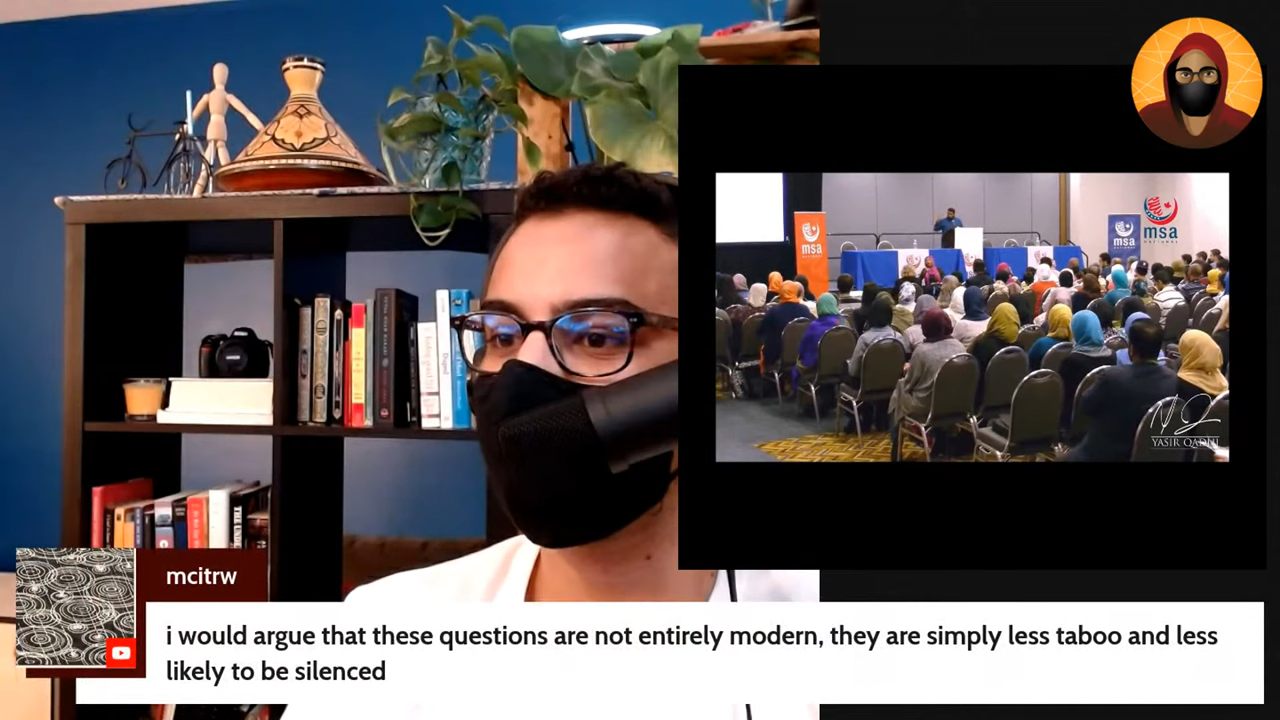 msa
msa
msa
NATIONAL
YASIR QADHI
mcitrw
i would argue that these questions are not entirely modern, they are simply less taboo and less
likely to be silenced